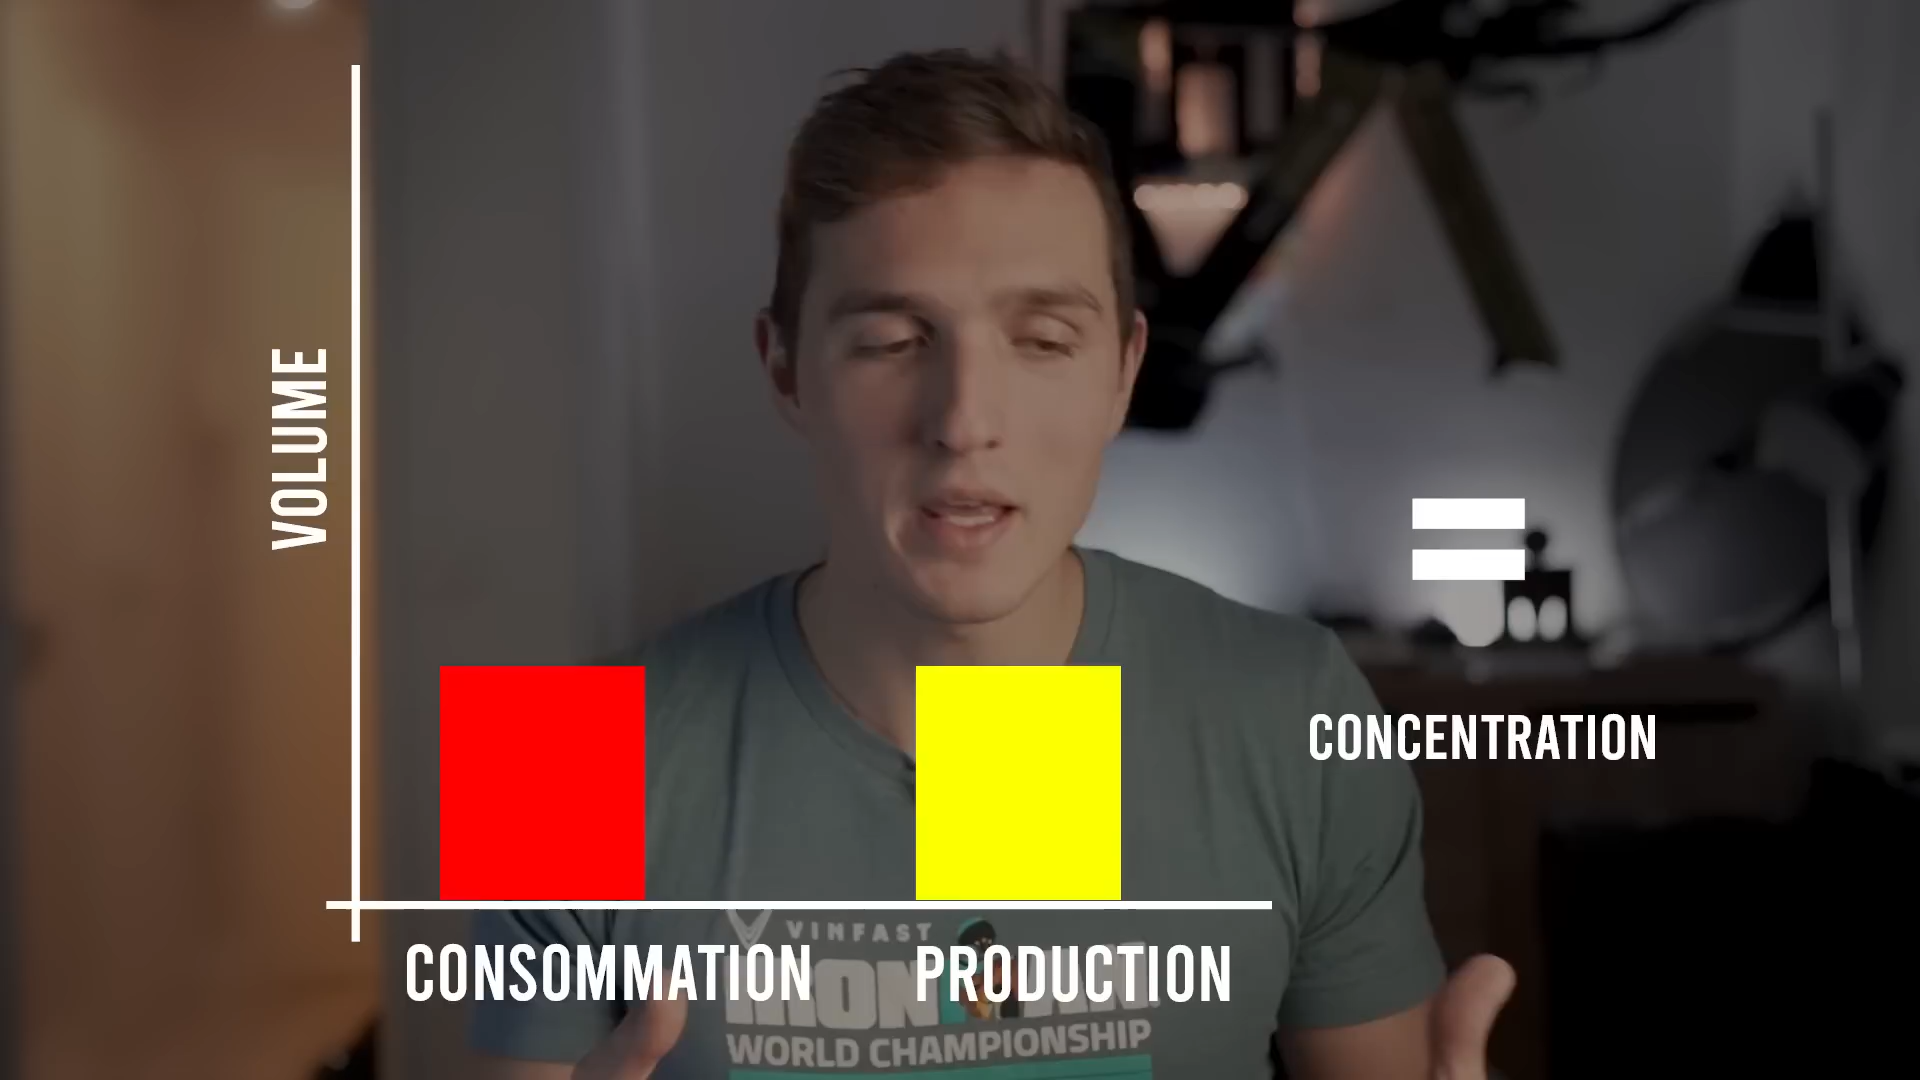 VOLUME
=
CONCENTRATION
CONSOMMATION
PRODUCTION
VINFAST
IRONMAN
WORLD CHAMPIONSHIP